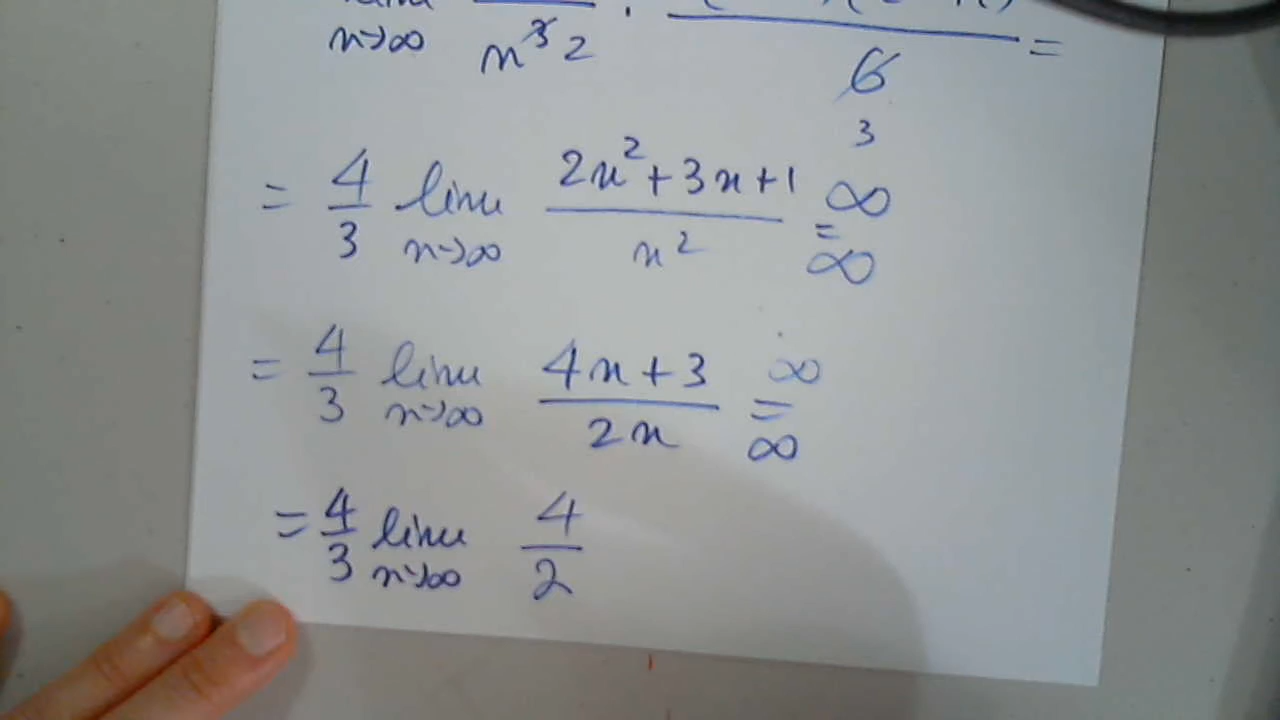 n→∞ n³ 2 · 6 =
3
= 4/3 lim n→∞ (2n²+3n+1)/n² = ∞/∞
= 4/3 lim n→∞ (4n+3)/2n = ∞/∞
= 4/3 lim n→∞ 4/2